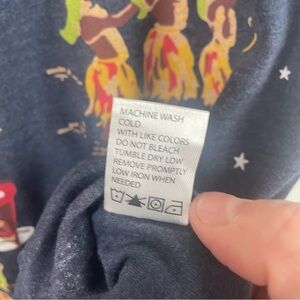 MACHINE WASH
COLD
WITH LIKE COLORS
DO NOT BLEACH
TUMBLE DRY LOW
REMOVE PROMPTLY
LOW IRON WHEN
NEEDED